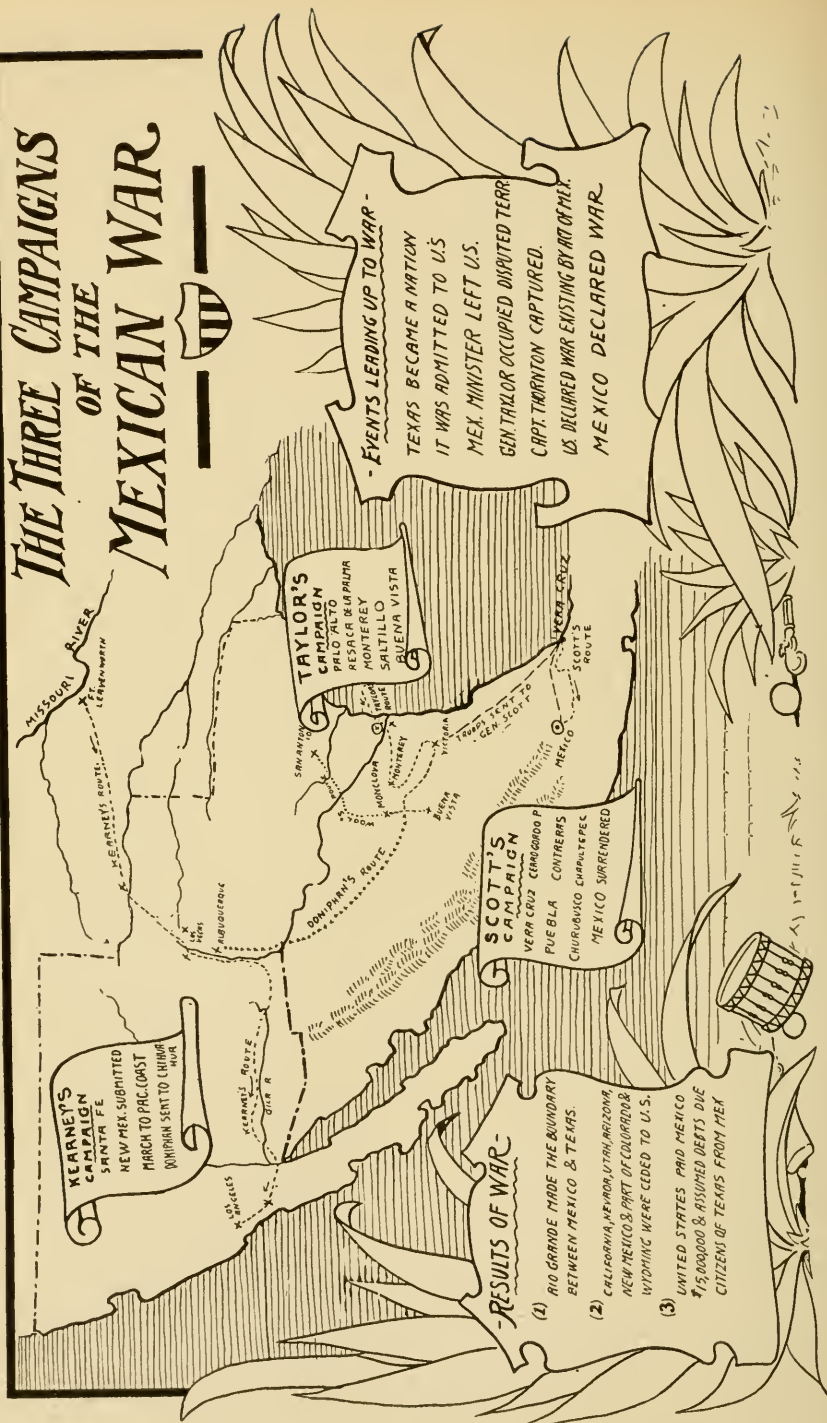 THE THREE CAMPAIGNS
OF THE
MEXICAN WAR
- EVENTS LEADING UP TO WAR -
TEXAS BECAME A NATION
IT WAS ADMITTED TO U.S
MEX. MINISTER LEFT U.S.
GEN. TAYLOR OCCUPIED DISPUTED TERR.
CAPT. THORNTON CAPTURED.
U.S. DECLARED WAR EXISTING BY ART OF MEX.
MEXICO DECLARED WAR
KEARNEY'S
CAMPAIGN
SANTA FE
NEW MEX. SUBMITTED
MARCH TO PAC. COAST
DONIPHAN SENT TO CHIHUA
HUA
TAYLOR'S
CAMPAIGN
PALO ALTO
RESACA DE LA PALMA
MONTEREY
SALTILLO
BUENA VISTA
SCOTT'S
CAMPAIGN
VERA CRUZ CERRO GORDO P
PUEBLA CONTRERAS
CHURUBUSCO CHAPULTEPEC
MEXICO SURRENDERED
-RESULTS OF WAR-
(1) RIO GRANDE MADE THE BOUNDARY
BETWEEN MEXICO & TEXAS.
(2) CALIFORNIA, NEVADA, UTAH, ARIZONA,
NEW MEXICO & PART OF COLORADO &
WYOMING WERE CEDED TO U.S.
(3) UNITED STATES PAID MEXICO
$15,000,000 & ASSUMED DEBTS DUE
CITIZENS OF TEXAS FROM MEX
MISSOURI RIVER
FT.
LEAVENWORTH
KEARNEY'S ROUTE
LAS
VEGAS
ALBUQUERQUE
KEARNEY'S ROUTE
GILA R
LOS
ANGELES
DONIPHAN'S ROUTE
SAN ANTONIO
MONCLOVA
MONTEREY
TAYLOR'S
ROUTE
BUENA
VISTA
VICTORIA
TROOPS SENT TO
GEN. SCOTT
MEXICO
VERA CRUZ
SCOTT'S
ROUTE